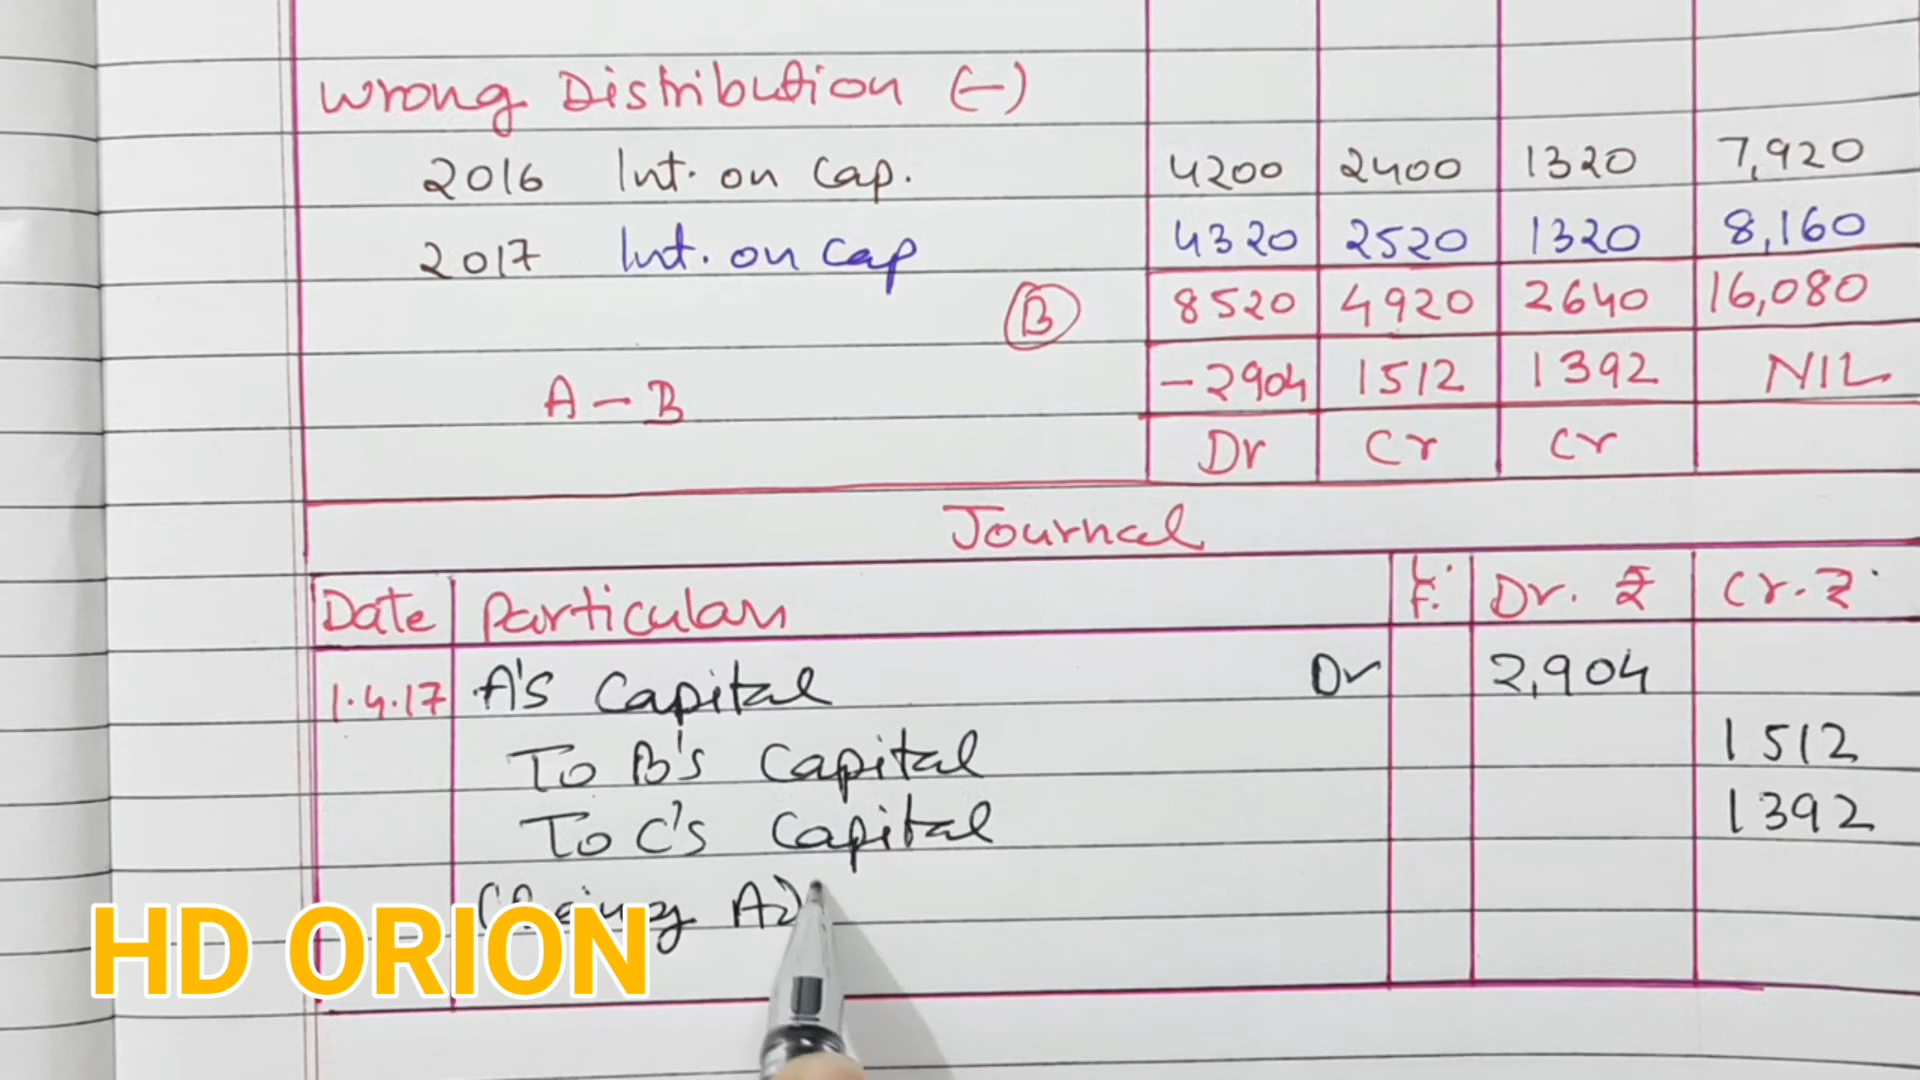 Wrong Distribution (-)
2016 Int. on Cap. 4200 2400 1320 7,920
2017 Int. on Cap 4320 2520 1320 8,160
B 8520 4920 2640 16,080
A - B -2904 1512 1392 NIL
Dr Cr Cr
Journal
Date Particulars L.F. Dr. ₹ Cr. ₹
1.4.17 A's Capital Dr 2,904
To B's Capital 1512
To C's Capital 1392
(Being Ad
HD ORION